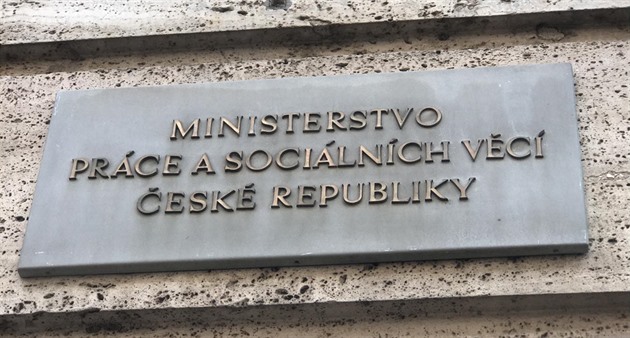 MINISTERSTVO
PRÁCE A SOCIÁLNÍCH VĚCÍ
ČESKÉ REPUBLIKY